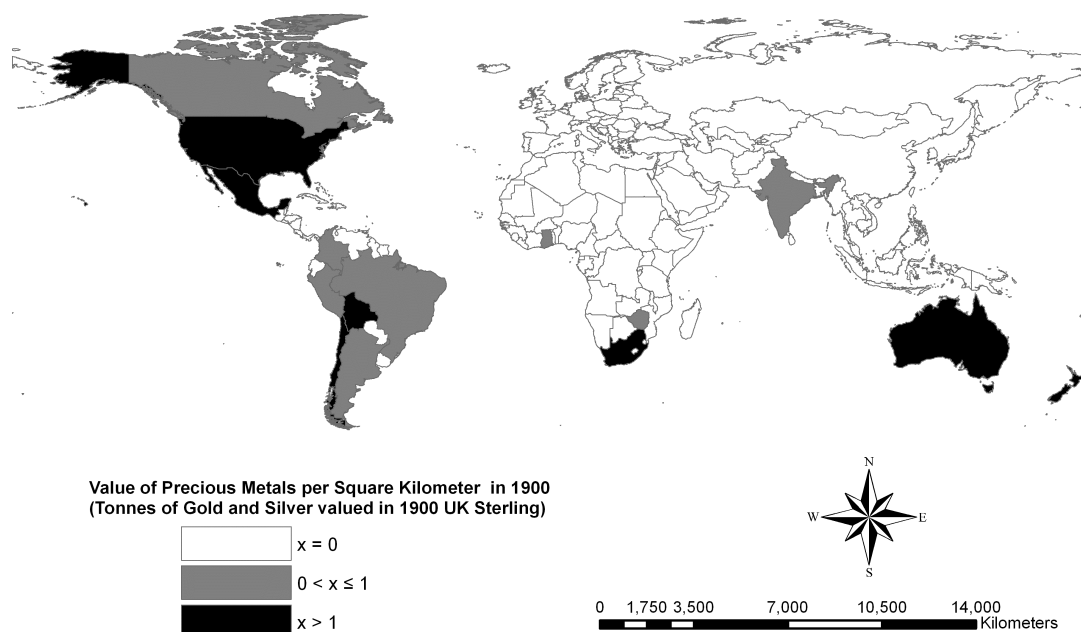 Value of Precious Metals per Square Kilometer in 1900
(Tonnes of Gold and Silver valued in 1900 UK Sterling)
x = 0
0 < x ≤ 1
x > 1
N
W E
S
0 1,750 3,500 7,000 10,500 14,000
Kilometers